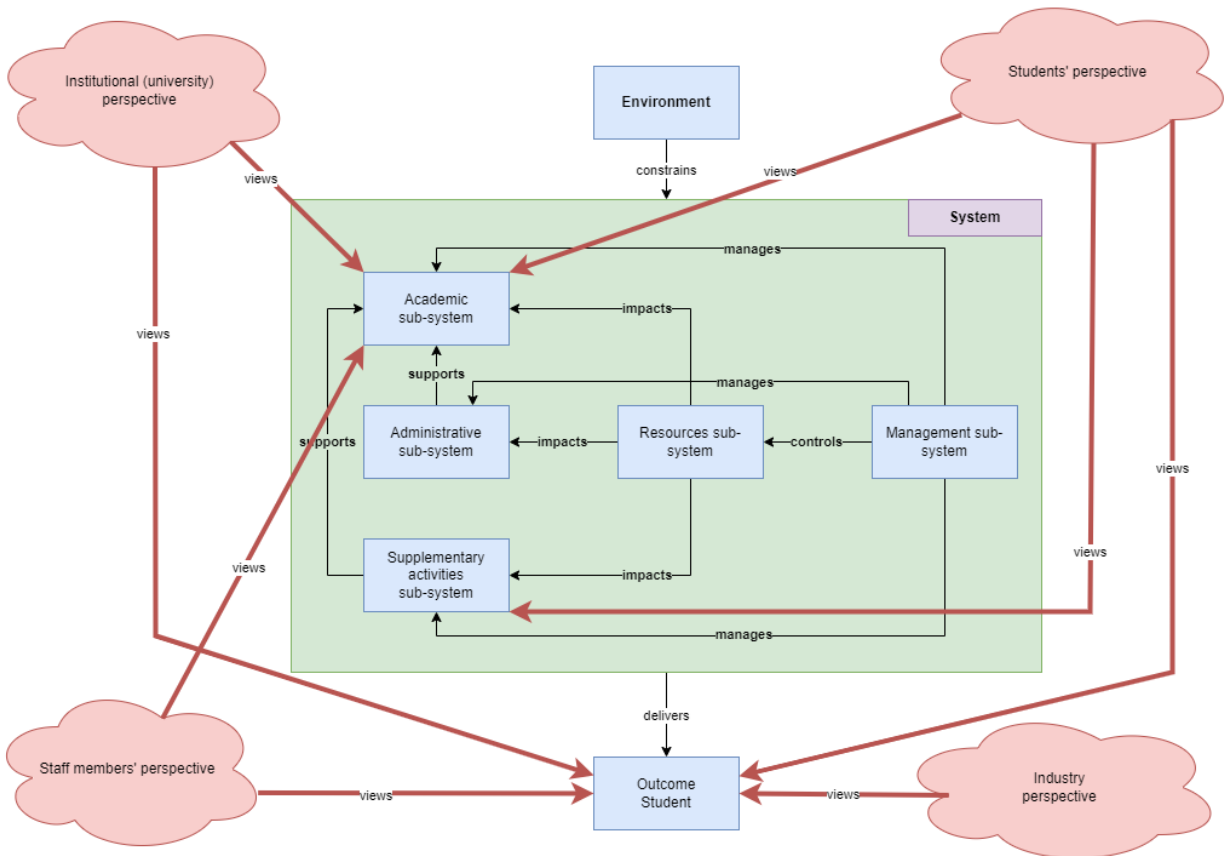 Institutional (university)
perspective
Students' perspective
Environment
constrains
views
views
System
manages
Academic
sub-system
impacts
views
supports
manages
Administrative
sub-system
supports
impacts
Resources sub-
system
controls
Management sub-
system
views
Supplementary
activities
sub-system
impacts
views
views
manages
delivers
Staff members' perspective
views
Outcome
Student
views
Industry
perspective